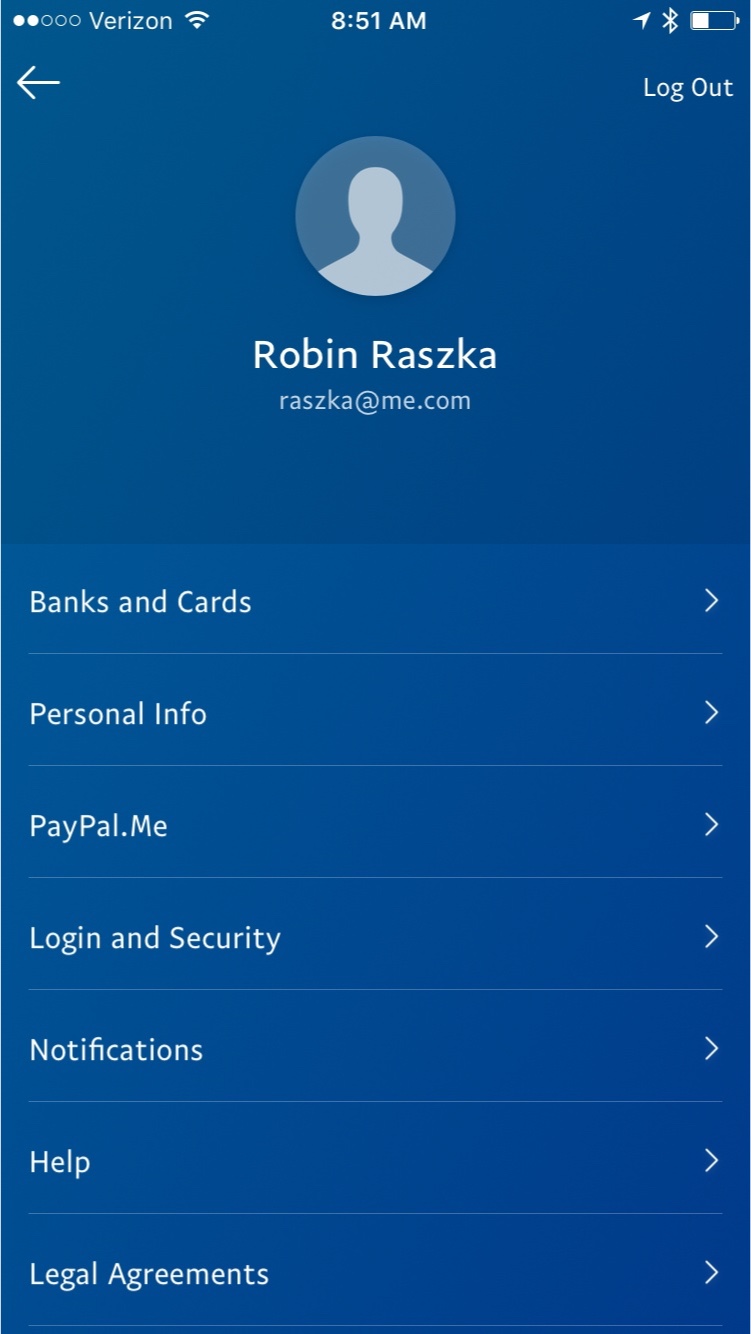 Verizon 8:51 AM
Log Out
Robin Raszka
raszka@me.com
Banks and Cards
Personal Info
PayPal.Me
Login and Security
Notifications
Help
Legal Agreements